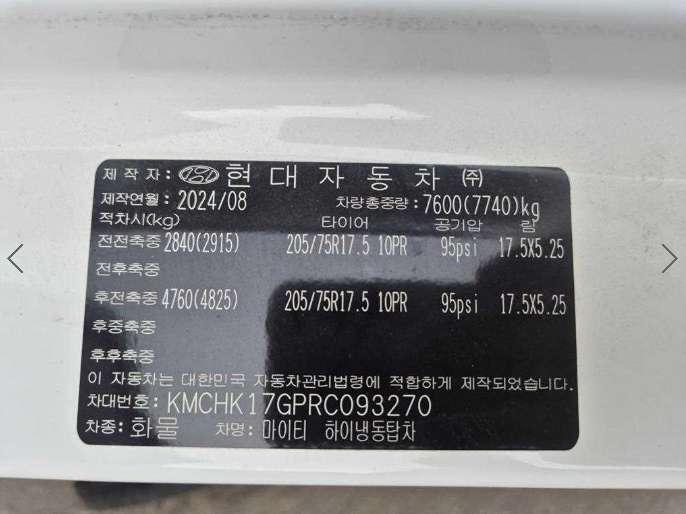 제작자: 현대자동차 ㈜
제작연월: 2024/08 차량총중량: 7600(7740)kg
적차시(kg) 타이어 공기압 림
전전축중 2840(2915) 205/75R17.5 10PR 95psi 17.5X5.25
전후축중
후전축중 4760(4825) 205/75R17.5 10PR 95psi 17.5X5.25
후중축중
후후축중
이 자동차는 대한민국 자동차관리법령에 적합하게 제작되었습니다.
차대번호: KMCHK17GPRC093270
차종: 화물 차명: 마이티 하이냉동탑차